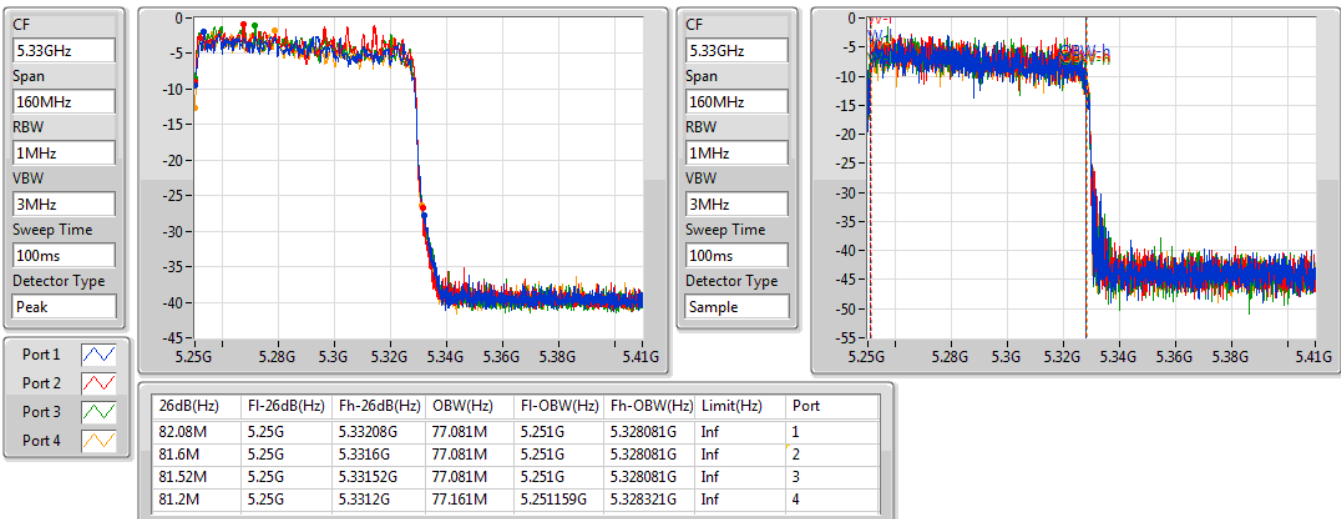 CF
5.33GHz
Span
160MHz
RBW
1MHz
VBW
3MHz
Sweep Time
100ms
Detector Type
Peak
0
-5
-10
-15
-20
-25
-30
-35
-40
-45
5.25G 5.28G 5.3G 5.32G 5.34G 5.36G 5.38G 5.41G
CF
5.33GHz
Span
160MHz
RBW
1MHz
VBW
3MHz
Sweep Time
100ms
Detector Type
Sample
0
-5
-10
-15
-20
-25
-30
-35
-40
-45
-50
-55
OBW-h
5.25G 5.28G 5.3G 5.32G 5.34G 5.36G 5.38G 5.41G
Port 1
Port 2
Port 3
Port 4
26dB(Hz) Fl-26dB(Hz) Fh-26dB(Hz) OBW(Hz) Fl-OBW(Hz) Fh-OBW(Hz) Limit(Hz) Port
82.08M 5.25G 5.33208G 77.081M 5.251G 5.328081G Inf 1
81.6M 5.25G 5.3316G 77.081M 5.251G 5.328081G Inf 2
81.52M 5.25G 5.33152G 77.081M 5.251G 5.328081G Inf 3
81.2M 5.25G 5.3312G 77.161M 5.251159G 5.328321G Inf 4